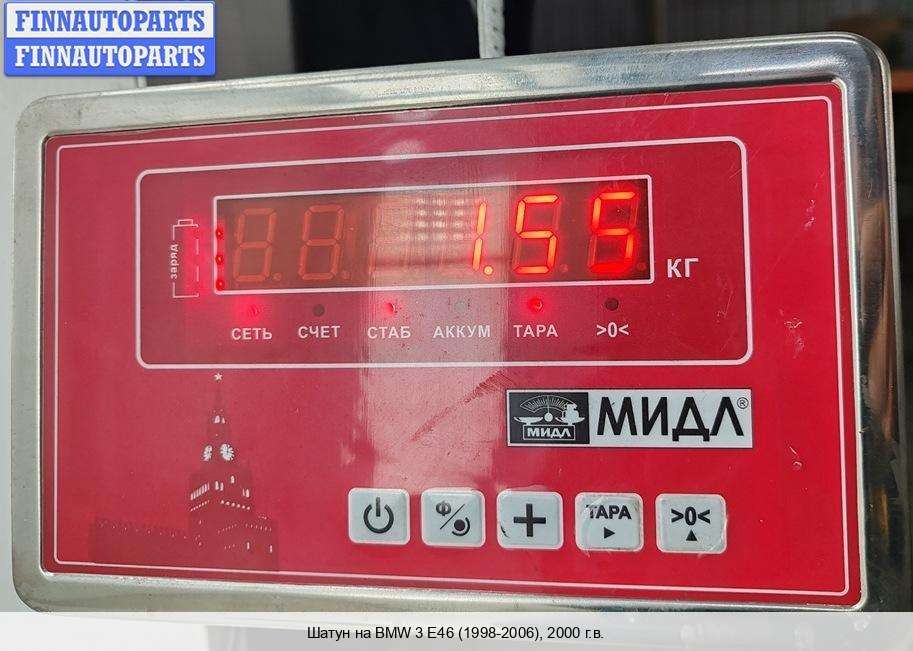 FINNAUTOPARTS
FINNAUTOPARTS
заряд
1.55
КГ
СЕТЬ СЧЕТ СТАБ АККУМ ТАРА >0<
МИДЛ МИДЛ®
Ф ТАРА >0<
Шатун на BMW 3 E46 (1998-2006), 2000 г.в.